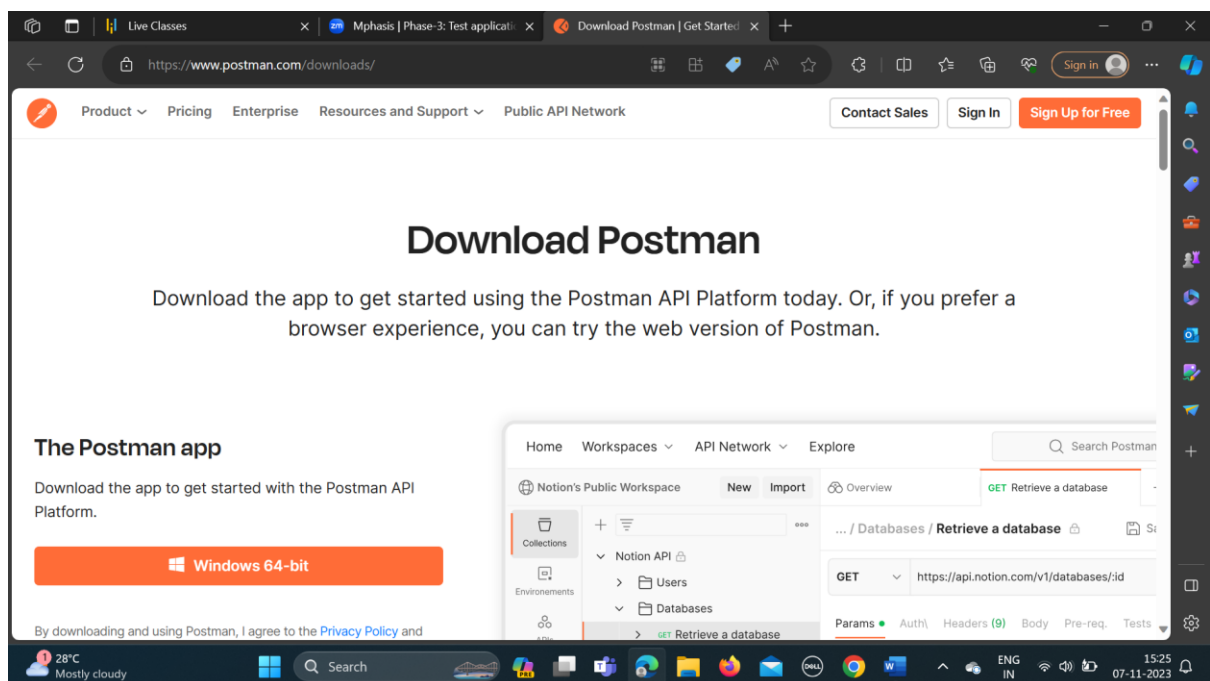 Live Classes
Mphasis | Phase-3: Test applicati
Download Postman | Get Started
https://www.postman.com/downloads/
Sign in
Product
Pricing
Enterprise
Resources and Support
Public API Network
Contact Sales
Sign In
Sign Up for Free
Download Postman
Download the app to get started using the Postman API Platform today. Or, if you prefer a
browser experience, you can try the web version of Postman.
The Postman app
Download the app to get started with the Postman API
Platform.
Windows 64-bit
By downloading and using Postman, I agree to the Privacy Policy and
Home
Workspaces
API Network
Explore
Search Postman
Notion's Public Workspace
New
Import
Overview
GET Retrieve a database
Collections
... / Databases / Retrieve a database
Sa
Notion API
Environements
Users
GET
https://api.notion.com/v1/databases/:id
Databases
GET Retrieve a database
Params
Auth\
Headers (9)
Body
Pre-req.
Tests
1
28°C
Mostly cloudy
Search
PRE
DELL
ENG
IN
15:25
07-11-2023